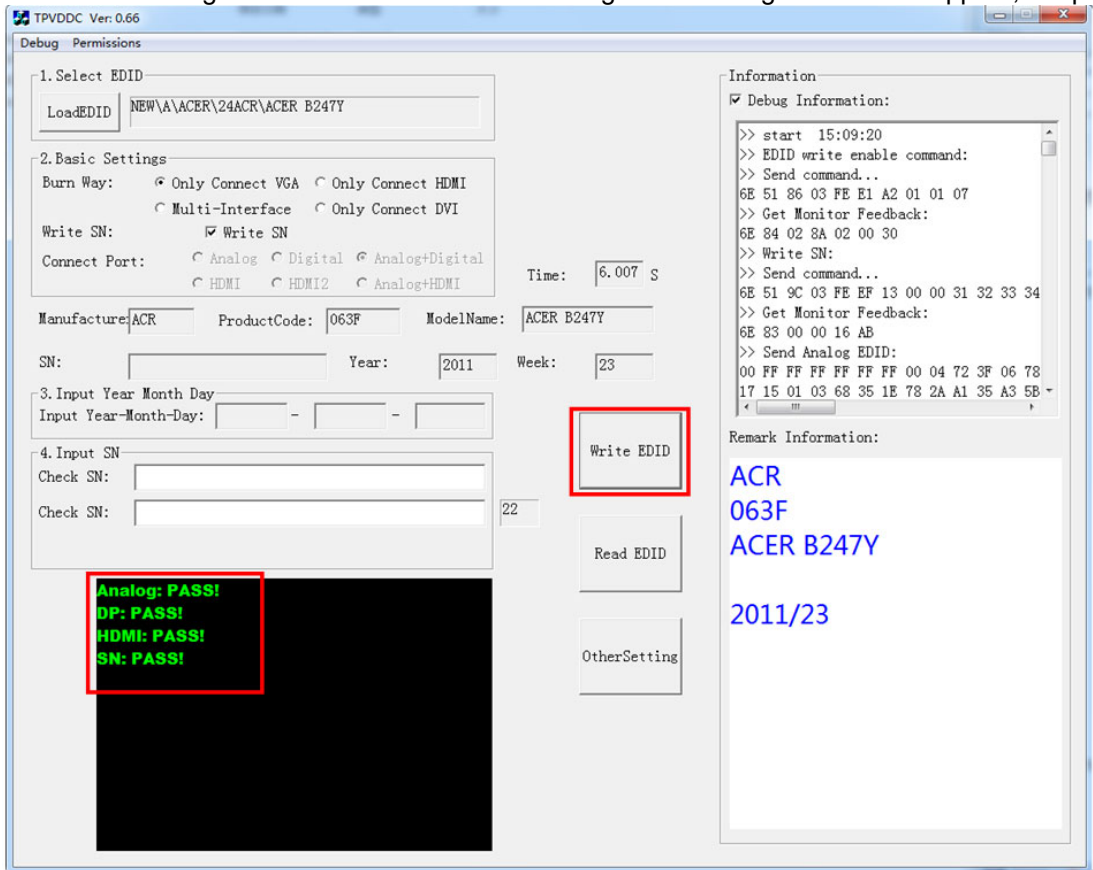 TPVDDC Ver: 0.66
Debug Permissions
1.Select EDID
LoadEDID NEW\A\ACER\24ACR\ACER B247Y
2.Basic Settings
Burn Way: Only Connect VGA Only Connect HDMI
Multi-Interface Only Connect DVI
Write SN: Write SN
Connect Port: Analog Digital Analog+Digital
HDMI HDMI2 Analog+HDMI
Time: 6.007 S
Manufacture: ACR ProductCode: 063F ModelName: ACER B247Y
SN: Year: 2011 Week: 23
3.Input Year Month Day
Input Year-Month-Day: - -
4.Input SN
Check SN:
Check SN: 22
Write EDID
Read EDID
OtherSetting
Analog: PASS!
DP: PASS!
HDMI: PASS!
SN: PASS!
Information
Debug Information:
>> start 15:09:20
>> EDID write enable command:
>> Send command...
6E 51 86 03 FE E1 A2 01 01 07
>> Get Monitor Feedback:
6E 84 02 8A 02 00 30
>> Write SN:
>> Send command...
6E 51 9C 03 FE EF 13 00 00 31 32 33 34
>> Get Monitor Feedback:
6E 83 00 00 16 AB
>> Send Analog EDID:
00 FF FF FF FF FF FF 00 04 72 3F 06 78
17 15 01 03 68 35 1E 78 2A A1 35 A3 5B
Remark Information:
ACR
063F
ACER B247Y
2011/23